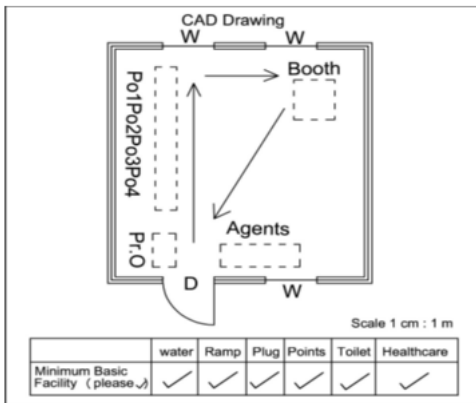 CAD Drawing
W W
Booth
Po1Po2Po3Po4
Pr.O
Agents
D
W
Scale 1 cm : 1 m
water Ramp Plug Points Toilet Healthcare
Minimum Basic
Facility (please ✓) ✓ ✓ ✓ ✓ ✓ ✓